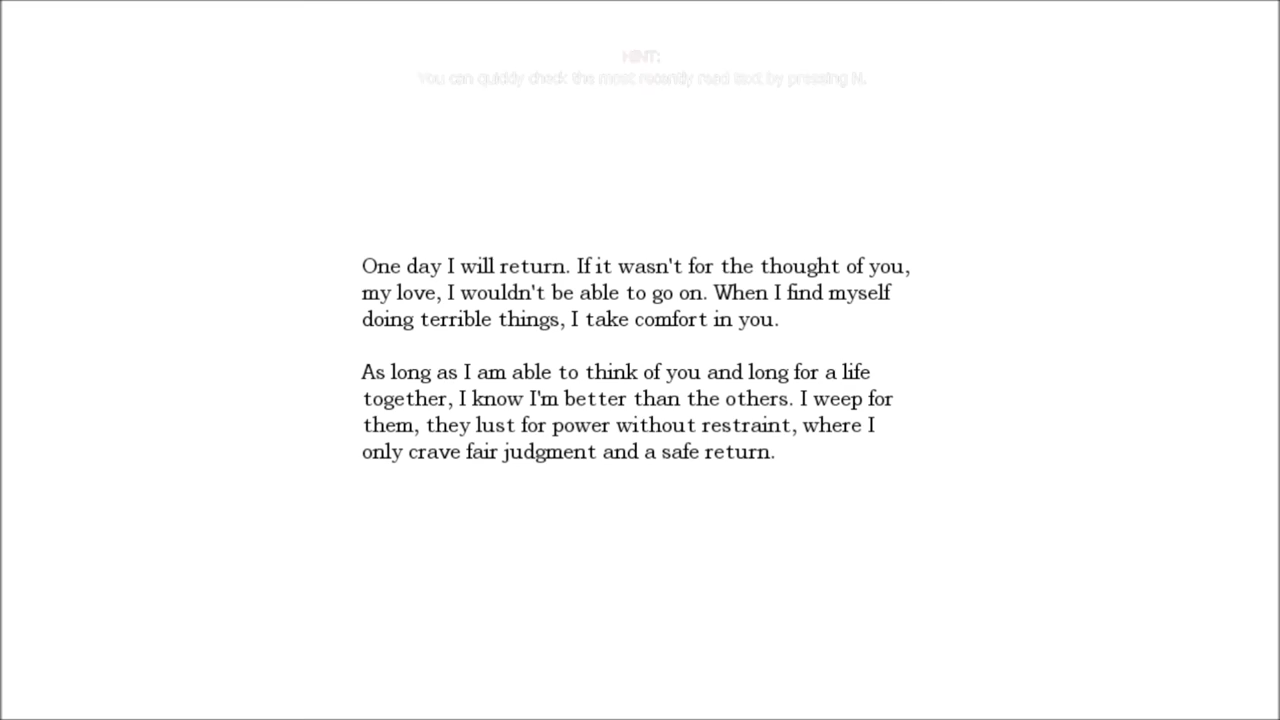 HINT:
You can quickly check the most recently read text by pressing N.
One day I will return. If it wasn't for the thought of you,
my love, I wouldn't be able to go on. When I find myself
doing terrible things, I take comfort in you.
As long as I am able to think of you and long for a life
together, I know I'm better than the others. I weep for
them, they lust for power without restraint, where I
only crave fair judgment and a safe return.